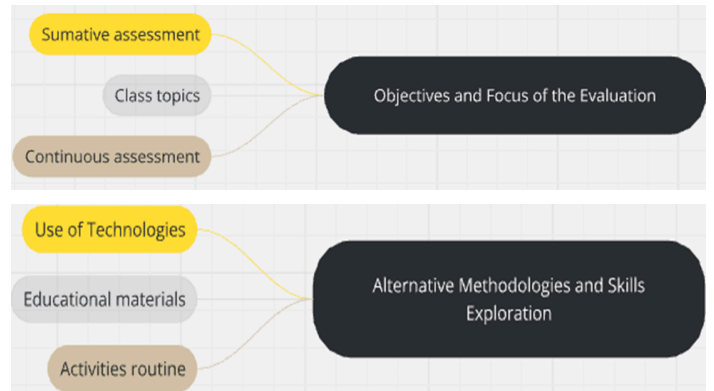 Sumative assessment
Class topics
Continuous assessment
Objectives and Focus of the Evaluation
Use of Technologies
Educational materials
Activities routine
Alternative Methodologies and Skills
Exploration